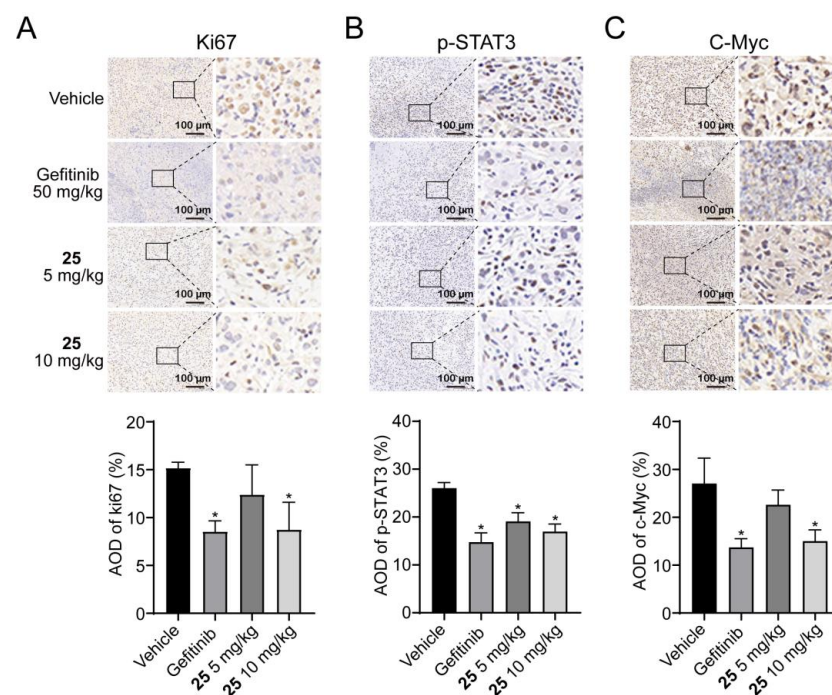 A
Ki67
B
p-STAT3
C
C-Myc
Vehicle
100 µm
100 µm
100 µm
Gefitinib
50 mg/kg
100 µm
100 µm
100 µm
25
5 mg/kg
100 µm
100 µm
100 µm
25
10 mg/kg
100 µm
100 µm
100 µm
AOD of ki67 (%)
20
15
10
5
0
*
*
Vehicle
Gefitinib
25 5 mg/kg
25 10 mg/kg
AOD of p-STAT3 (%)
40
30
20
10
0
*
*
*
Vehicle
Gefitinib
25 5 mg/kg
25 10 mg/kg
AOD of c-Myc (%)
40
30
20
10
0
*
*
Vehicle
Gefitinib
25 5 mg/kg
25 10 mg/kg